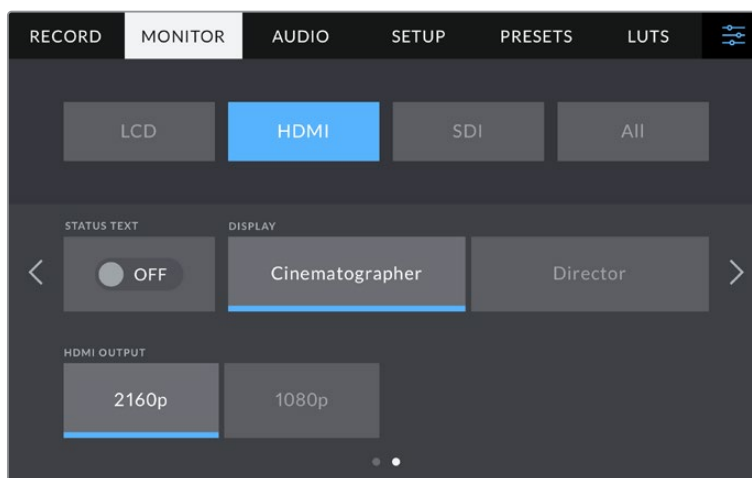 RECORD MONITOR AUDIO SETUP PRESETS LUTS
LCD HDMI SDI All
STATUS TEXT DISPLAY
OFF Cinematographer Director
HDMI OUTPUT
2160p 1080p